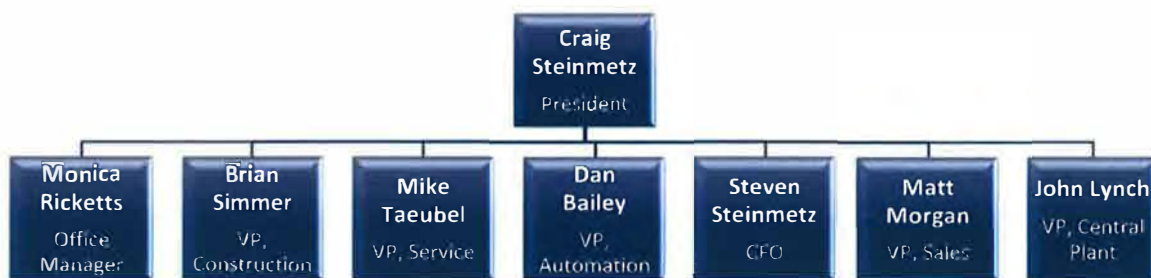 Craig
Steinmetz
President
Monica
Ricketts
Office
Manager
Brian
Simmer
VP,
Construction
Mike
Taeubel
VP, Service
Dan
Bailey
VP,
Automation
Steven
Steinmetz
CFO
Matt
Morgan
VP, Sales
John Lynch
VP, Central
Plant